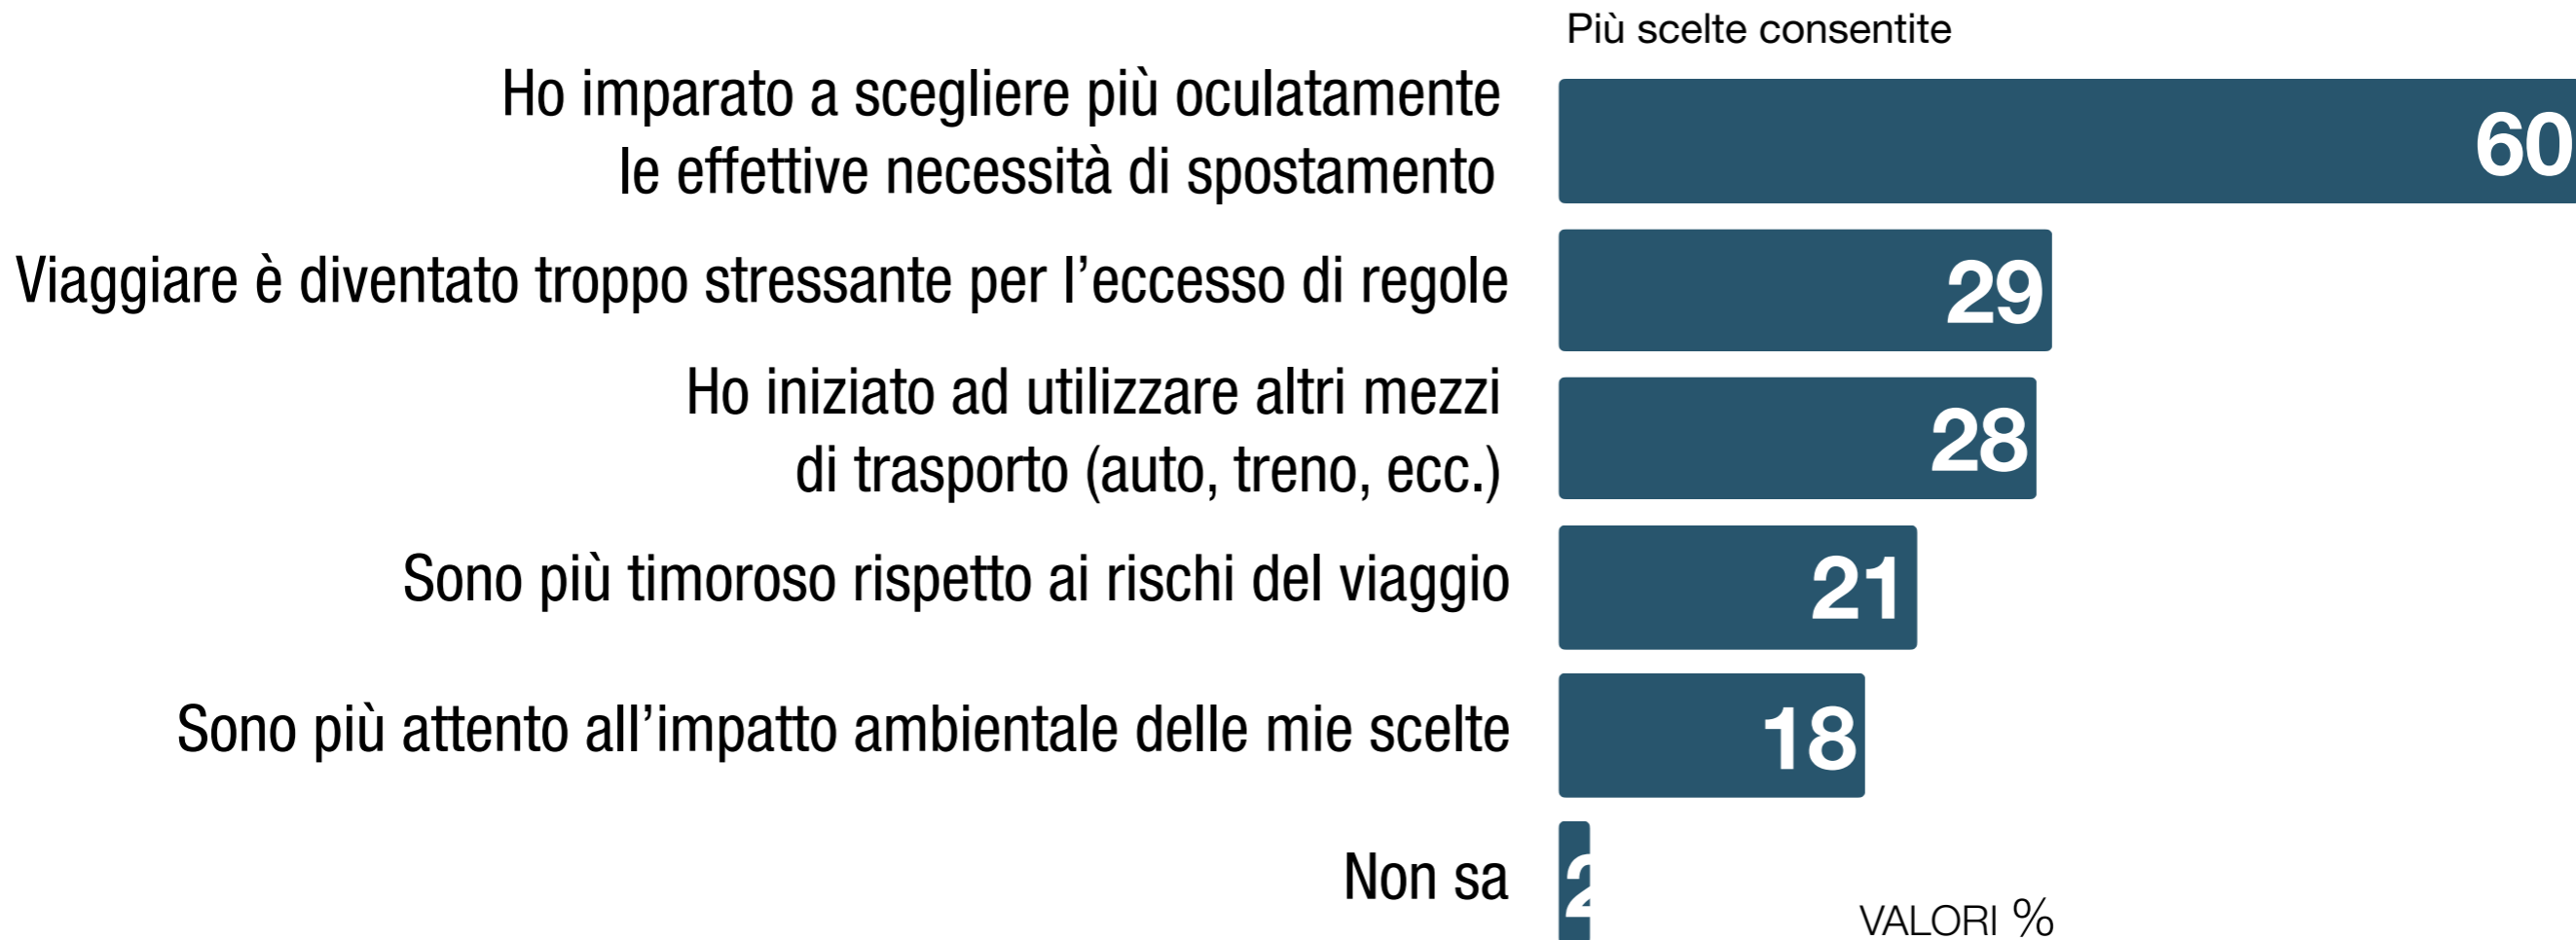 Più scelte consentite
Ho imparato a scegliere più oculatamente
le effettive necessità di spostamento
60
Viaggiare è diventato troppo stressante per l’eccesso di regole
29
Ho iniziato ad utilizzare altri mezzi
di trasporto (auto, treno, ecc.)
28
Sono più timoroso rispetto ai rischi del viaggio
21
Sono più attento all’impatto ambientale delle mie scelte
18
Non sa
2
VALORI %